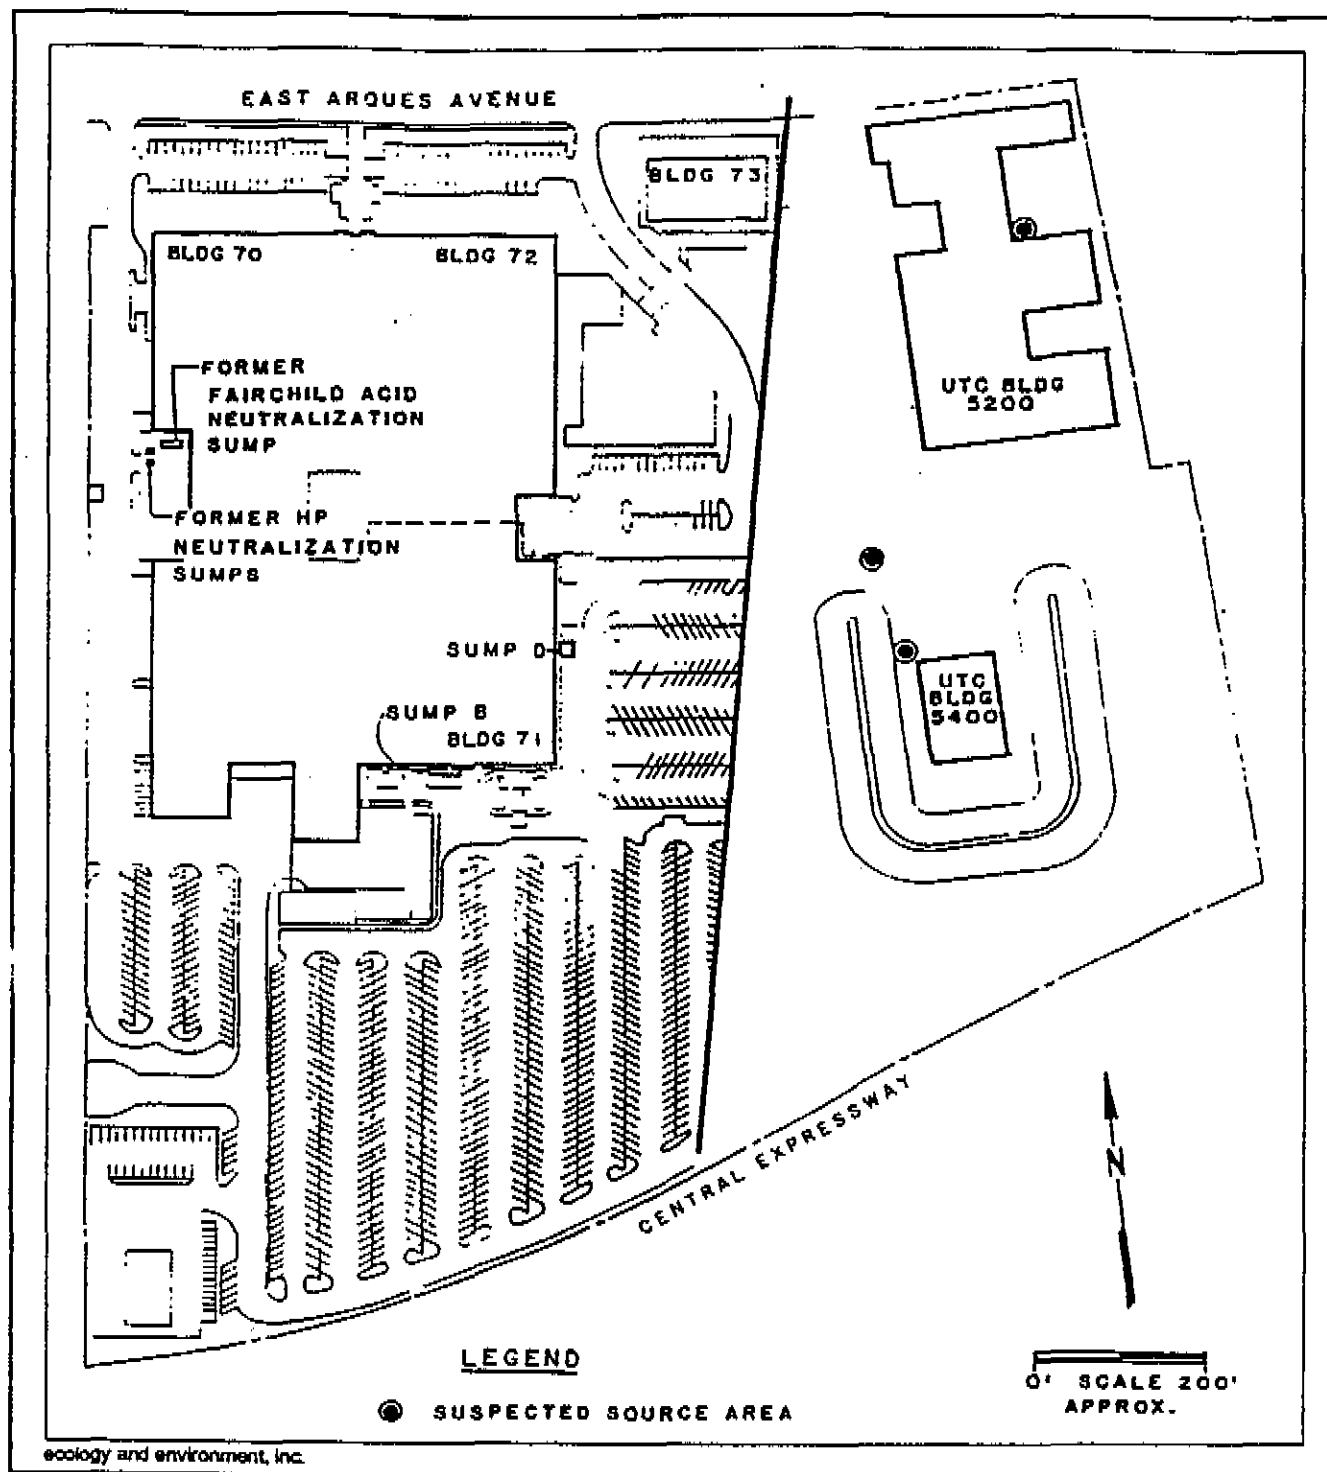 EAST ARQUES AVENUE
BLDG 73
BLDG 70
BLDG 72
FORMER
FAIRCHILD ACID
NEUTRALIZATION
SUMP
UTC BLDG
5200
FORMER HP
NEUTRALIZATION
SUMPS
SUMP D
UTC
BLDG
5400
SUMP B
BLDG 71
CENTRAL EXPRESSWAY
N
LEGEND
SUSPECTED SOURCE AREA
0' SCALE 200'
APPROX.
ecology and environment, inc.